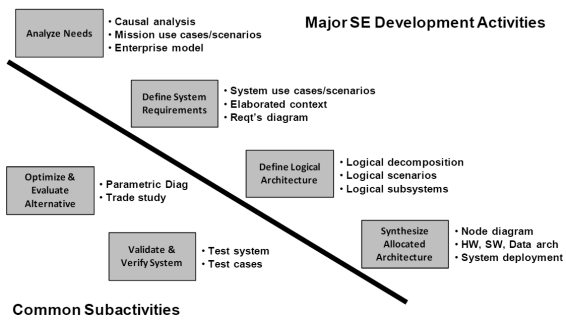 Major SE Development Activities
Analyze Needs
• Causal analysis
• Mission use cases/scenarios
• Enterprise model
Define System
Requirements
• System use cases/scenarios
• Elaborated context
• Reqt's diagram
Define Logical
Architecture
• Logical decomposition
• Logical scenarios
• Logical subsystems
Optimize &
Evaluate
Alternative
• Parametric Diag
• Trade study
Synthesize
Allocated
Architecture
• Node diagram
• HW, SW, Data arch
• System deployment
Validate &
Verify System
• Test system
• Test cases
Common Subactivities